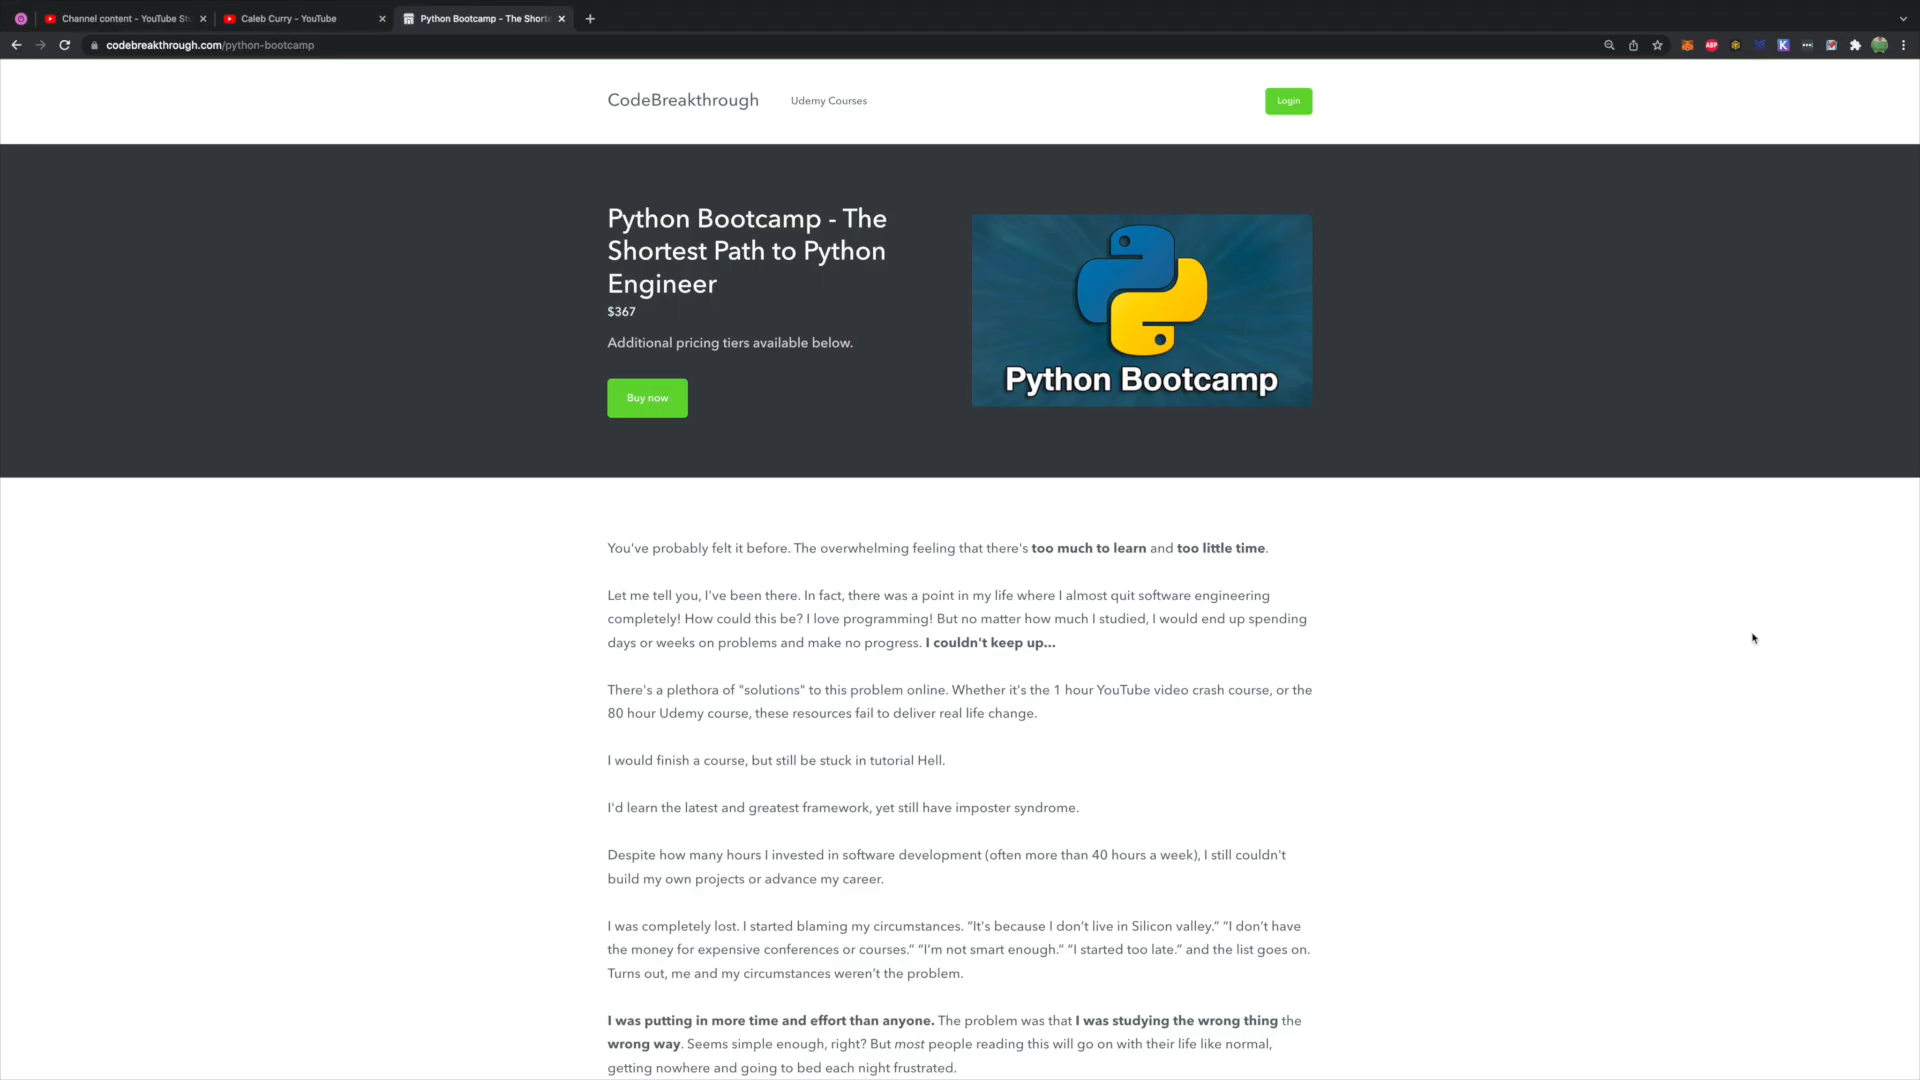 Channel content - YouTube St
Caleb Curry - YouTube
Python Bootcamp - The Shorte
codebreakthrough.com/python-bootcamp
ABP
K
CodeBreakthrough
Udemy Courses
Login
Python Bootcamp - The
Shortest Path to Python
Engineer
$367
Additional pricing tiers available below.
Buy now
Python Bootcamp
You've probably felt it before. The overwhelming feeling that there's too much to learn and too little time.
Let me tell you, I've been there. In fact, there was a point in my life where I almost quit software engineering
completely! How could this be? I love programming! But no matter how much I studied, I would end up spending
days or weeks on problems and make no progress. I couldn't keep up...
There's a plethora of "solutions" to this problem online. Whether it's the 1 hour YouTube video crash course, or the
80 hour Udemy course, these resources fail to deliver real life change.
I would finish a course, but still be stuck in tutorial Hell.
I'd learn the latest and greatest framework, yet still have imposter syndrome.
Despite how many hours I invested in software development (often more than 40 hours a week), I still couldn't
build my own projects or advance my career.
I was completely lost. I started blaming my circumstances. “It's because I don’t live in Silicon valley.” “I don’t have
the money for expensive conferences or courses.” “I’m not smart enough.” “I started too late.” and the list goes on.
Turns out, me and my circumstances weren’t the problem.
I was putting in more time and effort than anyone. The problem was that I was studying the wrong thing the
wrong way. Seems simple enough, right? But most people reading this will go on with their life like normal,
getting nowhere and going to bed each night frustrated.